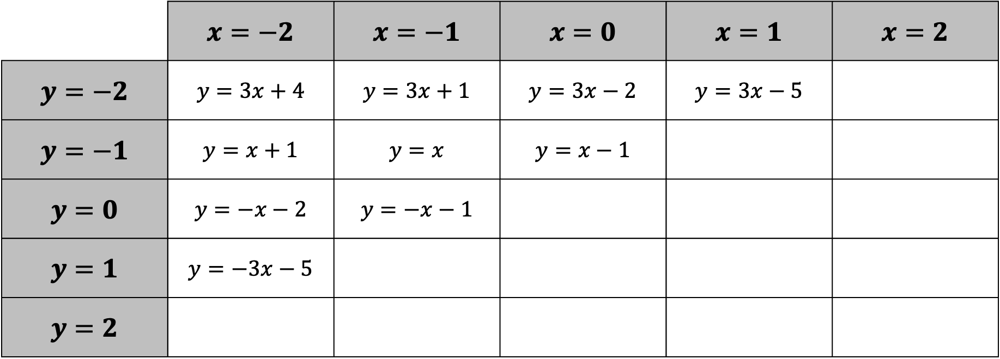 x = −2 x = −1 x = 0 x = 1 x = 2
y = −2 y = 3x + 4 y = 3x + 1 y = 3x − 2 y = 3x − 5
y = −1 y = x + 1 y = x y = x − 1
y = 0 y = −x − 2 y = −x − 1
y = 1 y = −3x − 5
y = 2